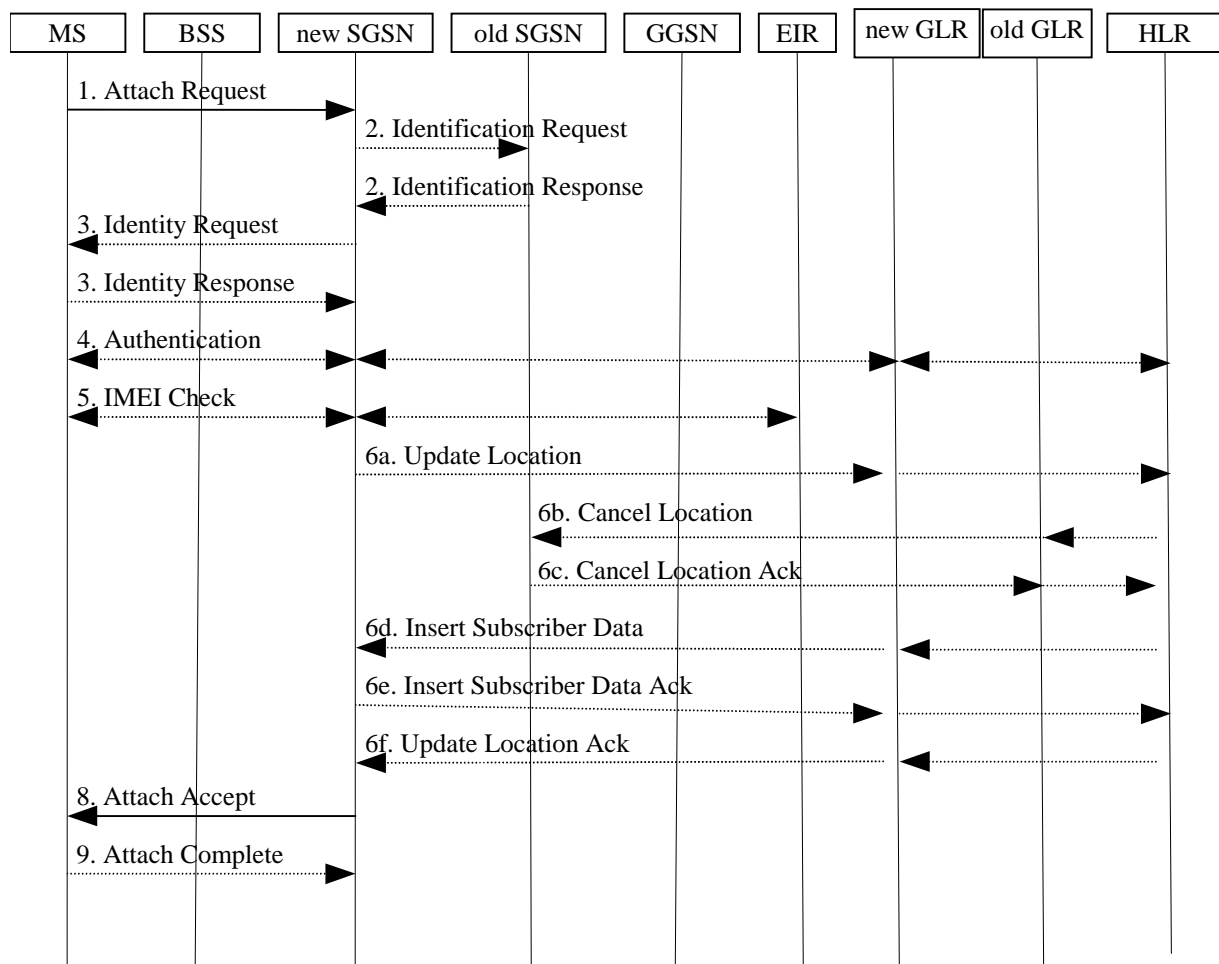 MS
BSS
new SGSN
old SGSN
GGSN
EIR
new GLR
old GLR
HLR
1. Attach Request
2. Identification Request
2. Identification Response
3. Identity Request
3. Identity Response
4. Authentication
5. IMEI Check
6a. Update Location
6b. Cancel Location
6c. Cancel Location Ack
6d. Insert Subscriber Data
6e. Insert Subscriber Data Ack
6f. Update Location Ack
8. Attach Accept
9. Attach Complete